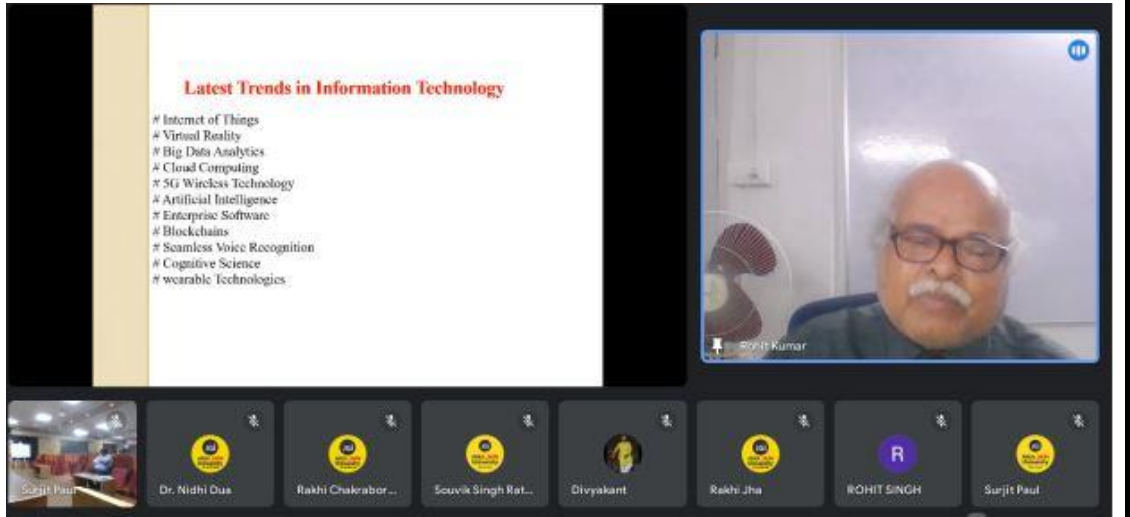 Latest Trends in Information Technology
# Internet of Things
# Virtual Reality
# Big Data Analytics
# Cloud Computing
# 5G Wireless Technology
# Artificial Intelligence
# Enterprise Software
# Blockchains
# Seamless Voice Recognition
# Cognitive Science
# wearable Technologies
Rohit Kumar
Surjit Paul
Dr. Nidhi Dua
Rakhi Chakrabor...
Souvik Singh Rat...
Divyakant
Rakhi Jha
R
ROHIT SINGH
Surjit Paul